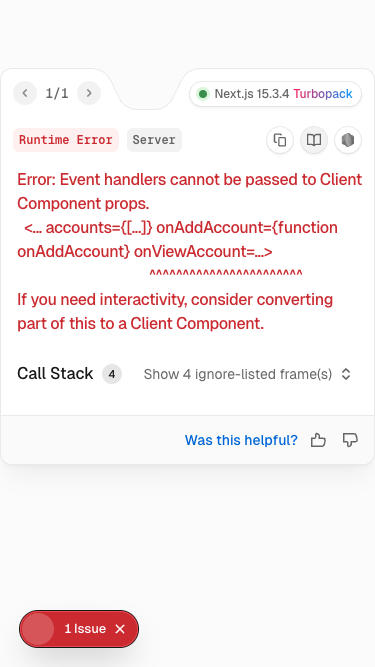 1/1
Next.js 15.3.4 Turbopack
Runtime Error Server
Error: Event handlers cannot be passed to Client
Component props.
<... accounts={[...]} onAddAccount={function
onAddAccount} onViewAccount=...>
^^^^^^^^^^^^^^^^^^^^^^^
If you need interactivity, consider converting
part of this to a Client Component.
Call Stack 4 Show 4 ignore-listed frame(s)
Was this helpful?
1 Issue